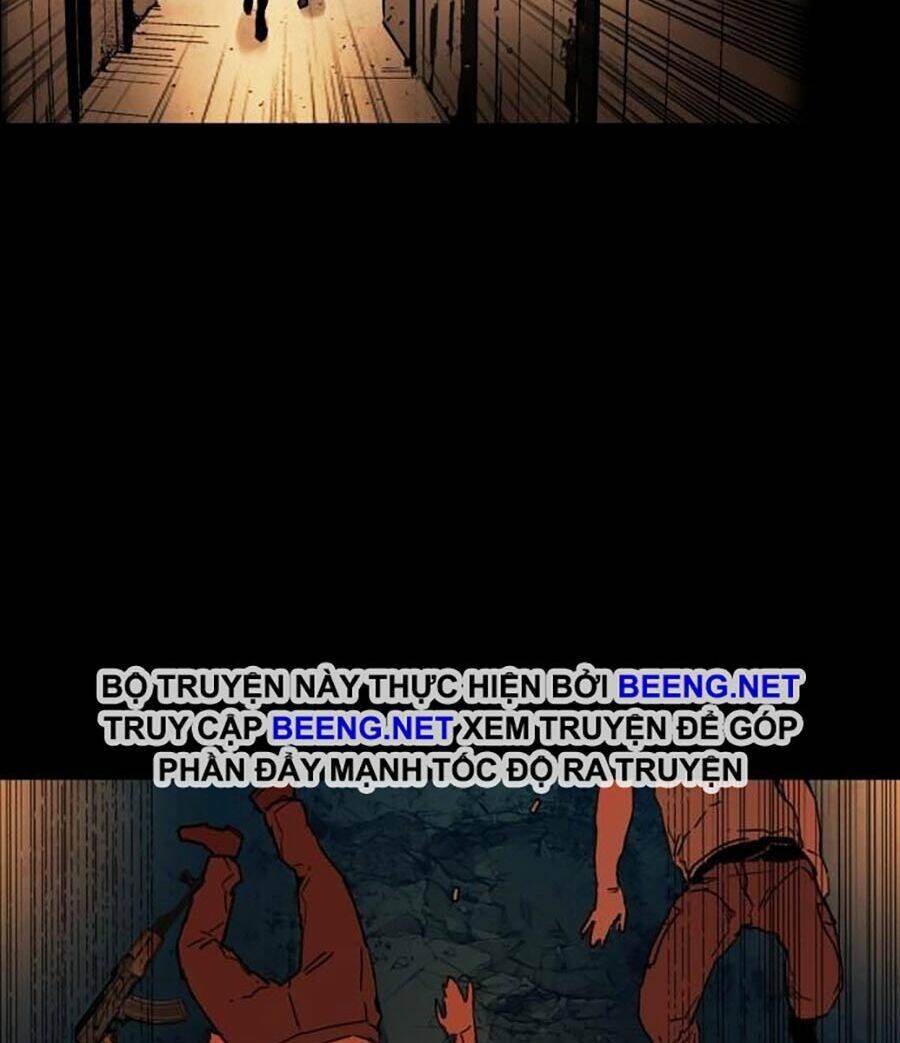 BỘ TRUYỆN NÀY THỰC HIỆN BỞI BEENG.NET
TRUY CẬP BEENG.NET XEM TRUYỆN ĐỂ GÓP
PHẦN ĐẨY MẠNH TỐC ĐỘ RA TRUYỆN